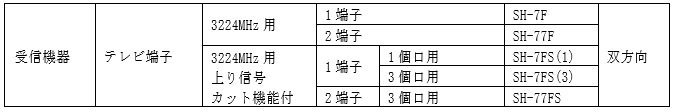 受信機器 テレビ端子 3224MHz 用 1 端子 SH-7F 双方向
2 端子 SH-77F
3224MHz 用
上り信号
カット機能付
1 端子 1 個口用 SH-7FS(1)
3 個口用 SH-7FS(3)
2 端子 3 個口用 SH-77FS